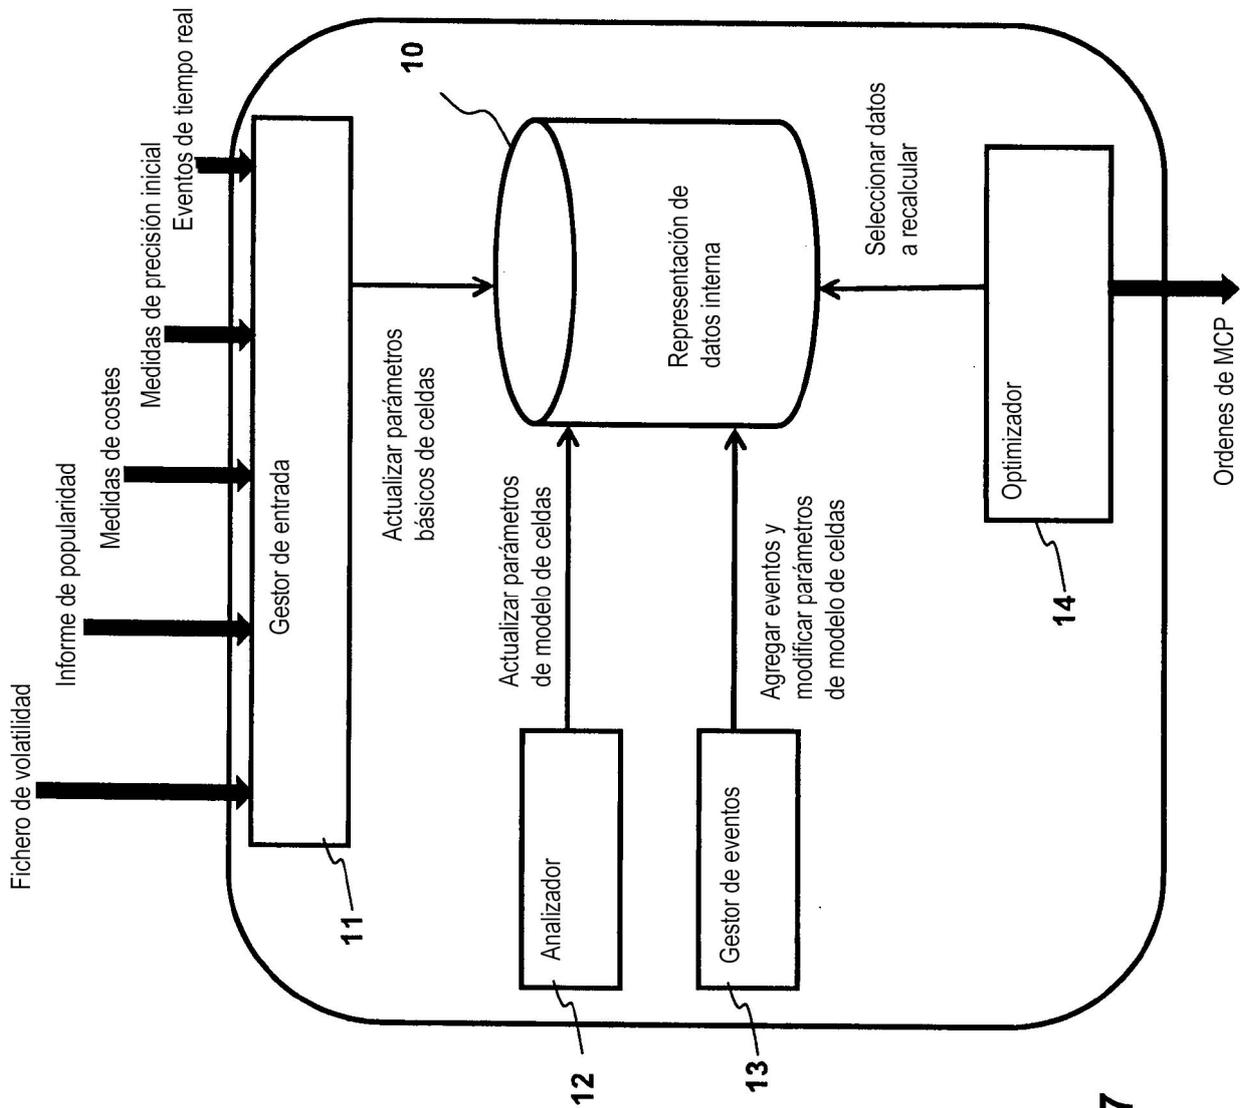 Fichero de volatilidad
Informe de popularidad
Medidas de costes
Medidas de precisión inicial
Eventos de tiempo real
Gestor de entrada
11
Actualizar parámetros
básicos de celdas
10
Representación de
datos interna
Analizador
12
Actualizar parámetros
de modelo de celdas
Gestor de eventos
13
Agregar eventos y
modificar parámetros
de modelo de celdas
Seleccionar datos
a recalcular
Optimizador
14
Ordenes de MCP
7